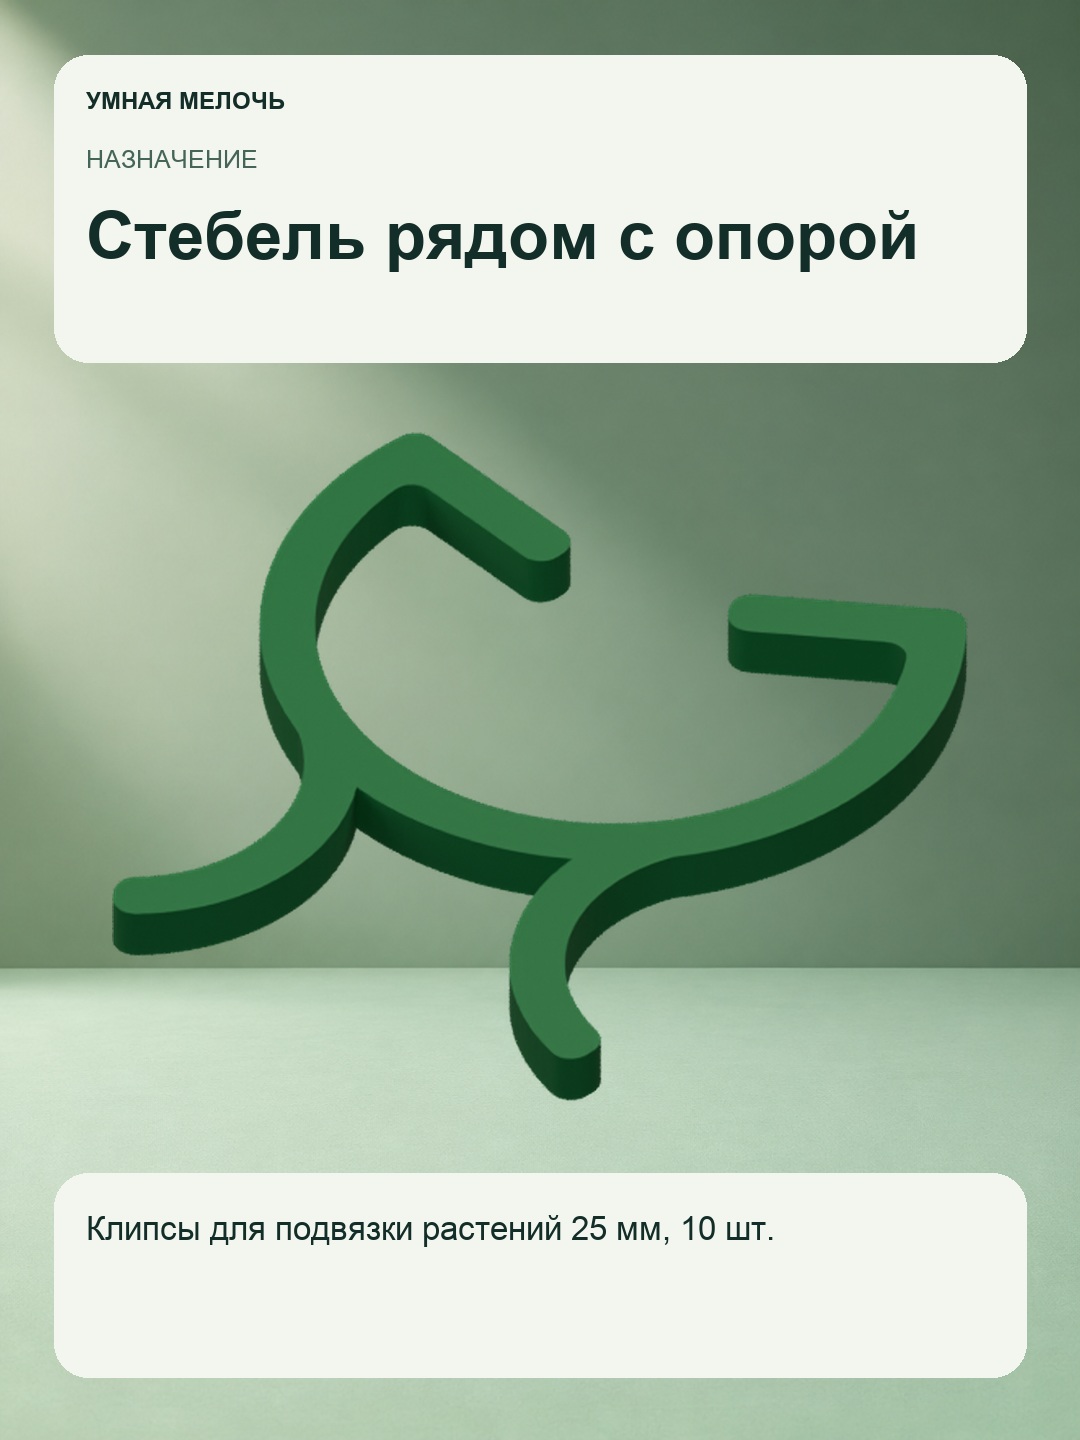 УМНАЯ МЕЛОЧЬ
НАЗНАЧЕНИЕ
Стебель рядом с опорой
Клипсы для подвязки растений 25 мм, 10 шт.